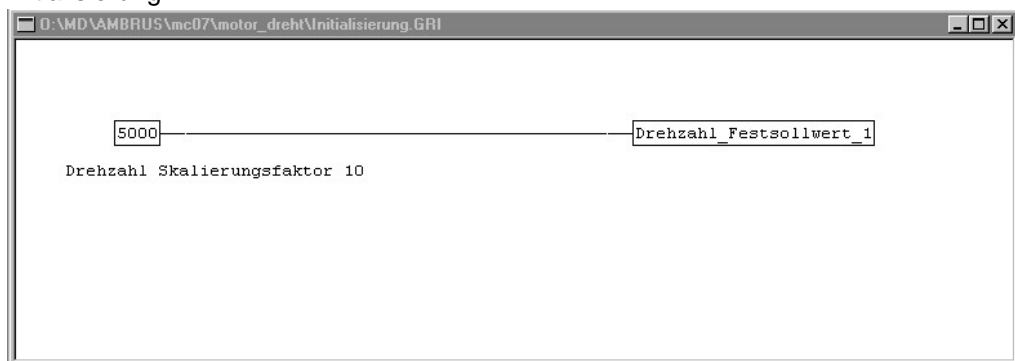 O:\MD\AMBRUS\mc07\motor_dreht\Initialisierung.GRI
5000
Drehzahl_Festsollwert_1
Drehzahl Skalierungsfaktor 10